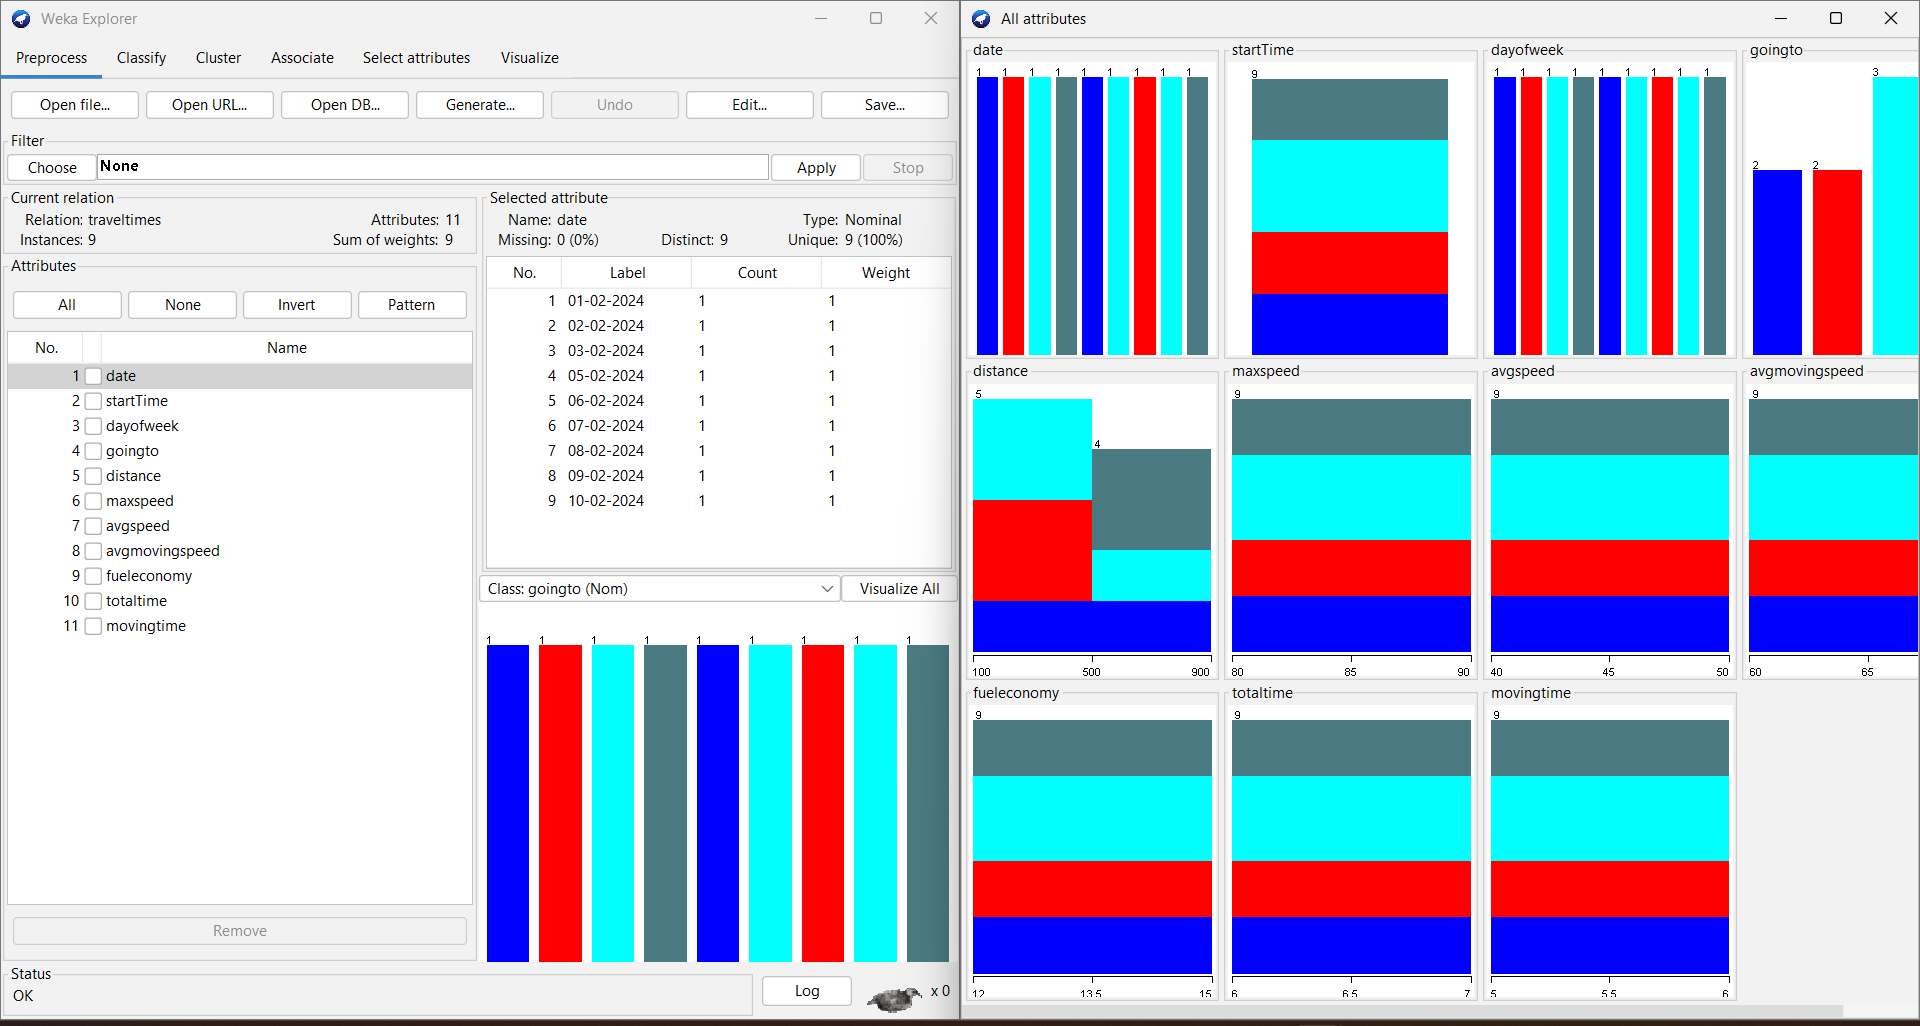 Weka Explorer
Preprocess Classify Cluster Associate Select attributes Visualize
Open file... Open URL... Open DB... Generate... Undo Edit... Save...
Filter
Choose None Apply Stop
Current relation
Relation: traveltimes Attributes: 11
Instances: 9 Sum of weights: 9
Attributes
All None Invert Pattern
No. Name
1 date
2 startTime
3 dayofweek
4 goingto
5 distance
6 maxspeed
7 avgspeed
8 avgmovingspeed
9 fueleconomy
10 totaltime
11 movingtime
Remove
Status
OK
Selected attribute
Name: date Type: Nominal
Missing: 0 (0%) Distinct: 9 Unique: 9 (100%)
No. Label Count Weight
1 01-02-2024 1 1
2 02-02-2024 1 1
3 03-02-2024 1 1
4 05-02-2024 1 1
5 06-02-2024 1 1
6 07-02-2024 1 1
7 08-02-2024 1 1
8 09-02-2024 1 1
9 10-02-2024 1 1
Class: goingto (Nom) Visualize All
1 1 1 1 1 1 1 1 1
Log x 0
All attributes
date startTime dayofweek goingto
1 1 1 1 1 1 1 1 1
9
1 1 1 1 1 1 1 1 1
2 2 3
distance maxspeed avgspeed avgmovingspeed
5 4
9 9 9
100 500 900
80 85 90
40 45 50
60 65
fueleconomy totaltime movingtime
9 9 9
12 13.5 15
6 6.5 7
5 5.5 6